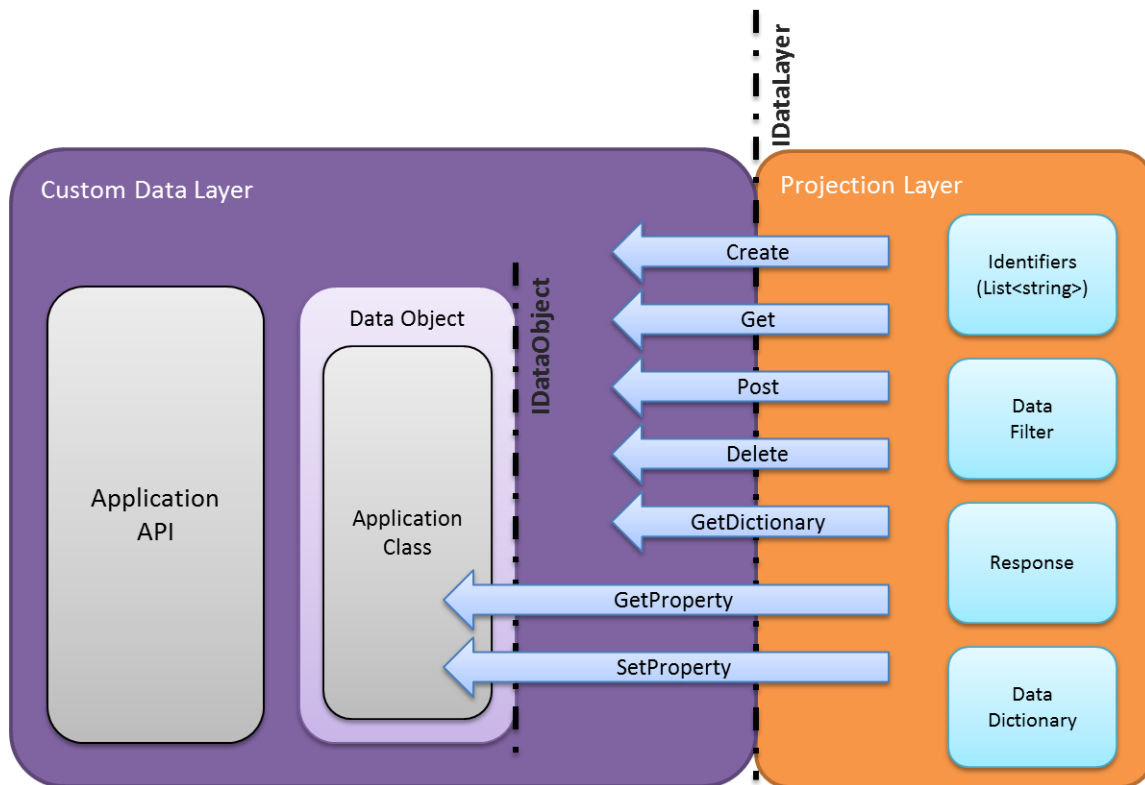 IDataLayer
Custom Data Layer
Projection Layer
Create
Identifiers
(List<string>)
Data Object
IDataObject
Get
Post
Data
Filter
Delete
Application
API
Application
Class
GetDictionary
Response
GetProperty
SetProperty
Data
Dictionary